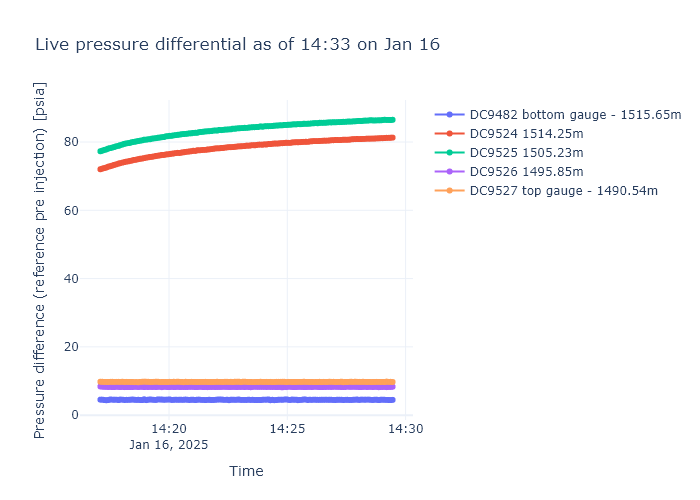 Live pressure differential as of 14:33 on Jan 16
Pressure difference (reference pre injection) [psia]
80
60
40
20
0
14:20
Jan 16, 2025
14:25
14:30
Time
DC9482 bottom gauge - 1515.65m
DC9524 1514.25m
DC9525 1505.23m
DC9526 1495.85m
DC9527 top gauge - 1490.54m